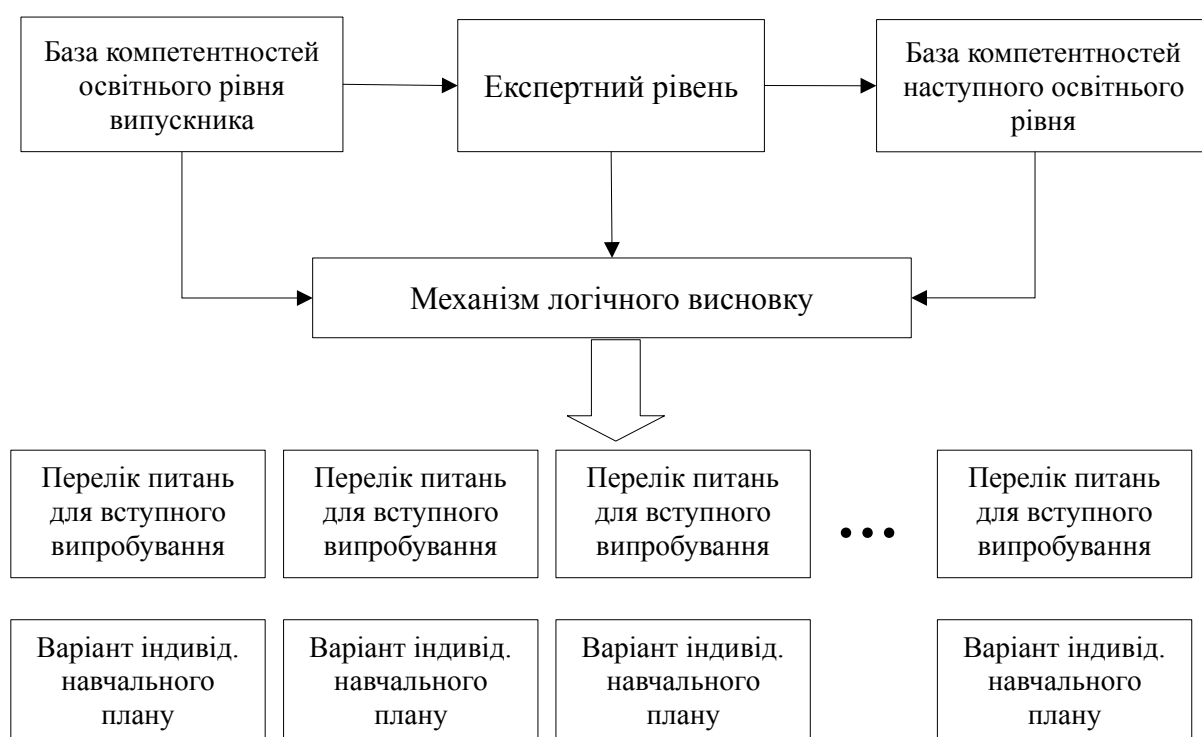 База компетентностей
освітнього рівня
випускника
Експертний рівень
База компетентностей
наступного освітнього
рівня
Механізм логічного висновку
Перелік питань
для вступного
випробування
Перелік питань
для вступного
випробування
Перелік питань
для вступного
випробування
...
Перелік питань
для вступного
випробування
Варіант індивід.
навчального
плану
Варіант індивід.
навчального
плану
Варіант індивід.
навчального
плану
Варіант індивід.
навчального
плану